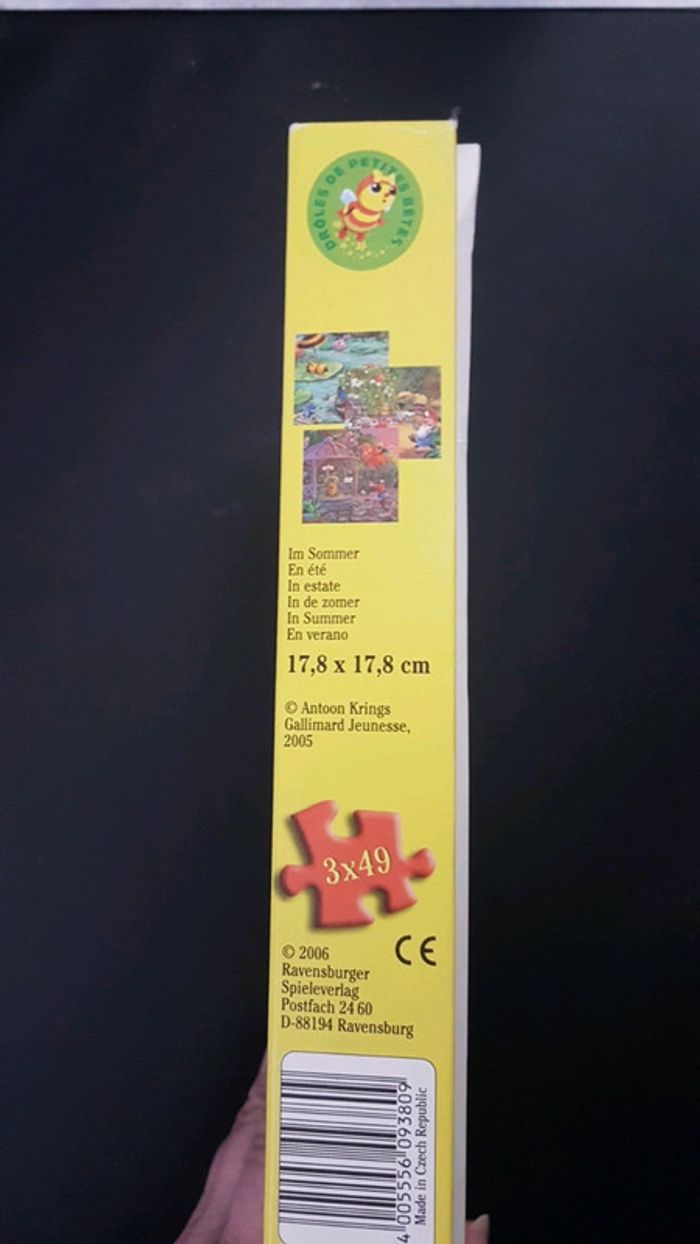 DRÔLES DE PETITES BÊTES
Im Sommer
En été
In estate
In de zomer
In Summer
En verano
17,8 x 17,8 cm
© Antoon Krings
Gallimard Jeunesse,
2005
3x49
CE
© 2006
Ravensburger
Spieleverlag
Postfach 24 60
D-88194 Ravensburg
4 005556 093809
Made in Czech Republic